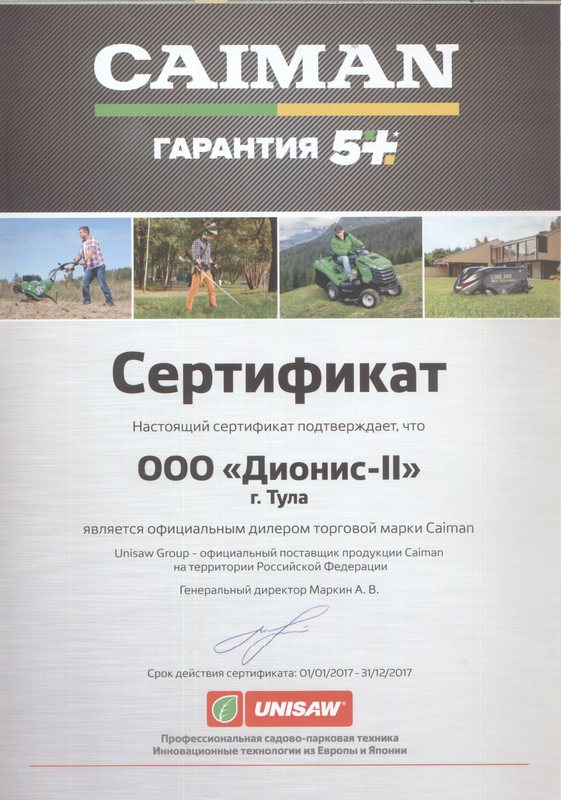 CAIMAN
ГАРАНТИЯ 5+
LINE 200
Сертификат
Настоящий сертификат подтверждает, что
ООО «Дионис-II»
г. Тула
является официальным дилером торговой марки Caiman
Unisaw Group – официальный поставщик продукции Caiman
на территории Российской Федерации
Генеральный директор Маркин А. В.
Срок действия сертификата: 01/01/2017 - 31/12/2017
UNISAW®
Профессиональная садово-парковая техника
Инновационные технологии из Европы и Японии